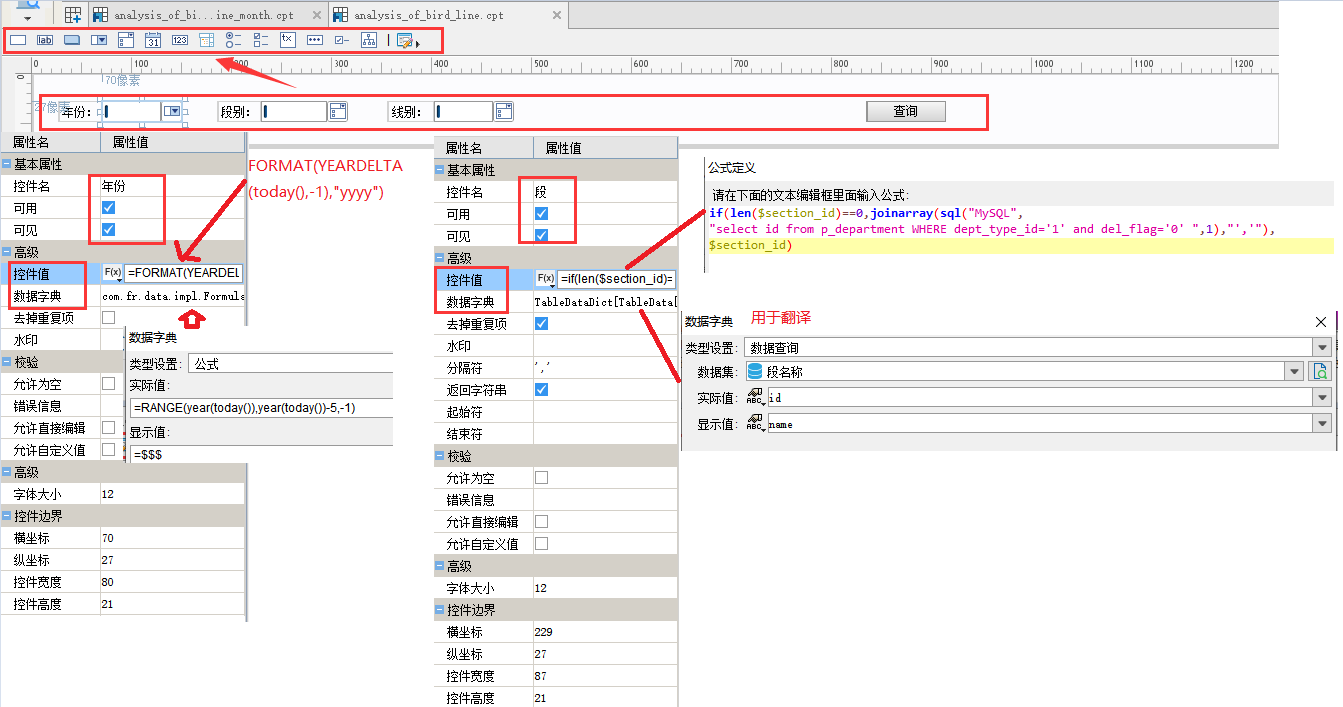 analysis_of_bi...ine_month.cpt
analysis_of_bird_line.cpt
lab
31
123
0
100
200
300
400
500
600
700
800
900
1000
1100
1200
0
70像素
27像素
年份：
段别：
线别：
查询
属性名 属性值
基本属性
控件名 年份
可用
可见
高级
控件值 F(x) =FORMAT(YEARDEL
数据字典 com.fr.data.impl.Formula
去掉重复项
水印
校验
允许为空
错误信息
允许直接编辑
允许自定义值
高级
字体大小 12
控件边界
横坐标 70
纵坐标 27
控件宽度 80
控件高度 21
FORMAT(YEARDELTA
(today(),-1),"yyyy")
数据字典
类型设置: 公式
实际值:
=RANGE(year(today()),year(today())-5,-1)
显示值:
=$$$
属性名 属性值
基本属性
控件名 段
可用
可见
高级
控件值 F(x) =if(len($section_id)=
数据字典 TableDataDict[TableData[
去掉重复项
水印
分隔符 ','
返回字符串
起始符
结束符
校验
允许为空
错误信息
允许直接编辑
允许自定义值
高级
字体大小 12
控件边界
横坐标 229
纵坐标 27
控件宽度 87
控件高度 21
公式定义
请在下面的文本编辑框里面输入公式:
if(len($section_id)==0,joinarray(sql("MySQL",
"select id from p_department WHERE dept_type_id='1' and del_flag='0' ",1),"','"),
$section_id)
数据字典 用于翻译
类型设置: 数据查询
数据集: 段名称
实际值: ABC id
显示值: ABC name